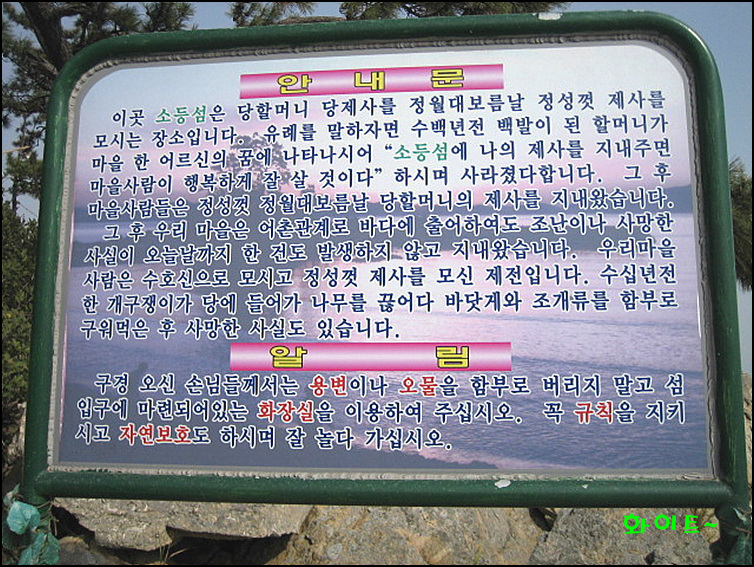 안 내 문
이곳 소등섬은 당할머니 당제사를 정월대보름날 정성껏 제사를
모시는 장소입니다. 유례를 말하자면 수백년전 백발이 된 할머니가
마을 한 어르신의 꿈에 나타나시어 “소등섬에 나의 제사를 지내주면
마을사람이 행복하게 잘 살 것이다” 하시며 사라졌다합니다. 그 후
마을사람들은 정성껏 정월대보름날 당할머니의 제사를 지내왔습니다.
그 후 우리 마을은 어촌관계로 바다에 출어하여도 조난이나 사망한
사실이 오늘날까지 한 건도 발생하지 않고 지내왔습니다. 우리마을
사람은 수호신으로 모시고 정성껏 제사를 모신 제전입니다. 수십년전
한 개구쟁이가 당에 들어가 나무를 끊어다 바닷게와 조개류를 함부로
구워먹은 후 사망한 사실도 있습니다.
알 림
구경 오신 손님들께서는 용변이나 오물을 함부로 버리지 말고 섬
입구에 마련되어있는 화장실을 이용하여 주십시오. 꼭 규칙을 지키
시고 자연보호도 하시며 잘 놀다 가십시오.
화이트~